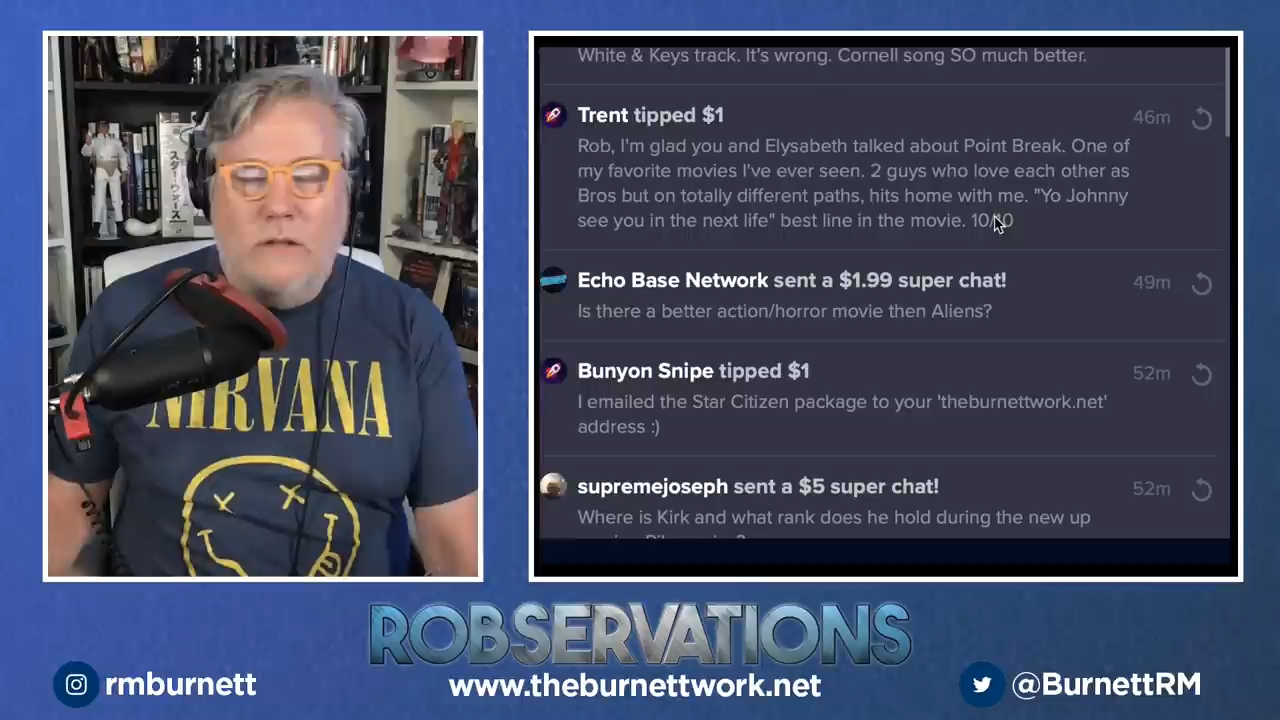 White & Keys track. It's wrong. Cornell song SO much better.
Trent tipped $1
46m
Rob, I'm glad you and Elysabeth talked about Point Break. One of
my favorite movies I've ever seen. 2 guys who love each other as
Bros but on totally different paths, hits home with me. "Yo Johnny
see you in the next life" best line in the movie. 10/10
Echo Base Network sent a $1.99 super chat!
49m
Is there a better action/horror movie then Aliens?
Bunyon Snipe tipped $1
52m
I emailed the Star Citizen package to your 'theburnettwork.net'
address :)
supremejoseph sent a $5 super chat!
52m
Where is Kirk and what rank does he hold during the new up
NIRVANA
ROBSERVATIONS
rmburnett
www.theburnettwork.net
@BurnettRM